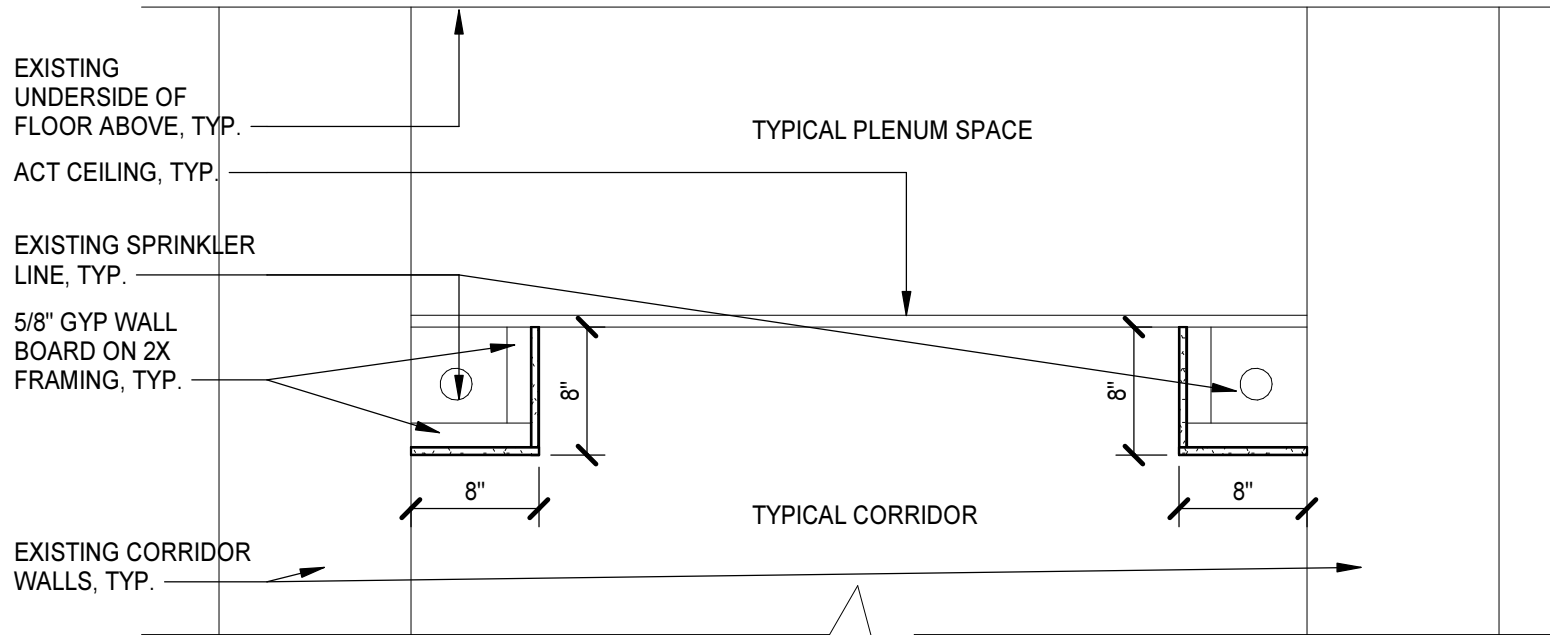 EXISTING
UNDERSIDE OF
FLOOR ABOVE, TYP.
TYPICAL PLENUM SPACE
ACT CEILING, TYP.
EXISTING SPRINKLER
LINE, TYP.
5/8" GYP WALL
BOARD ON 2X
FRAMING, TYP.
8"
8"
8"
8"
TYPICAL CORRIDOR
EXISTING CORRIDOR
WALLS, TYP.